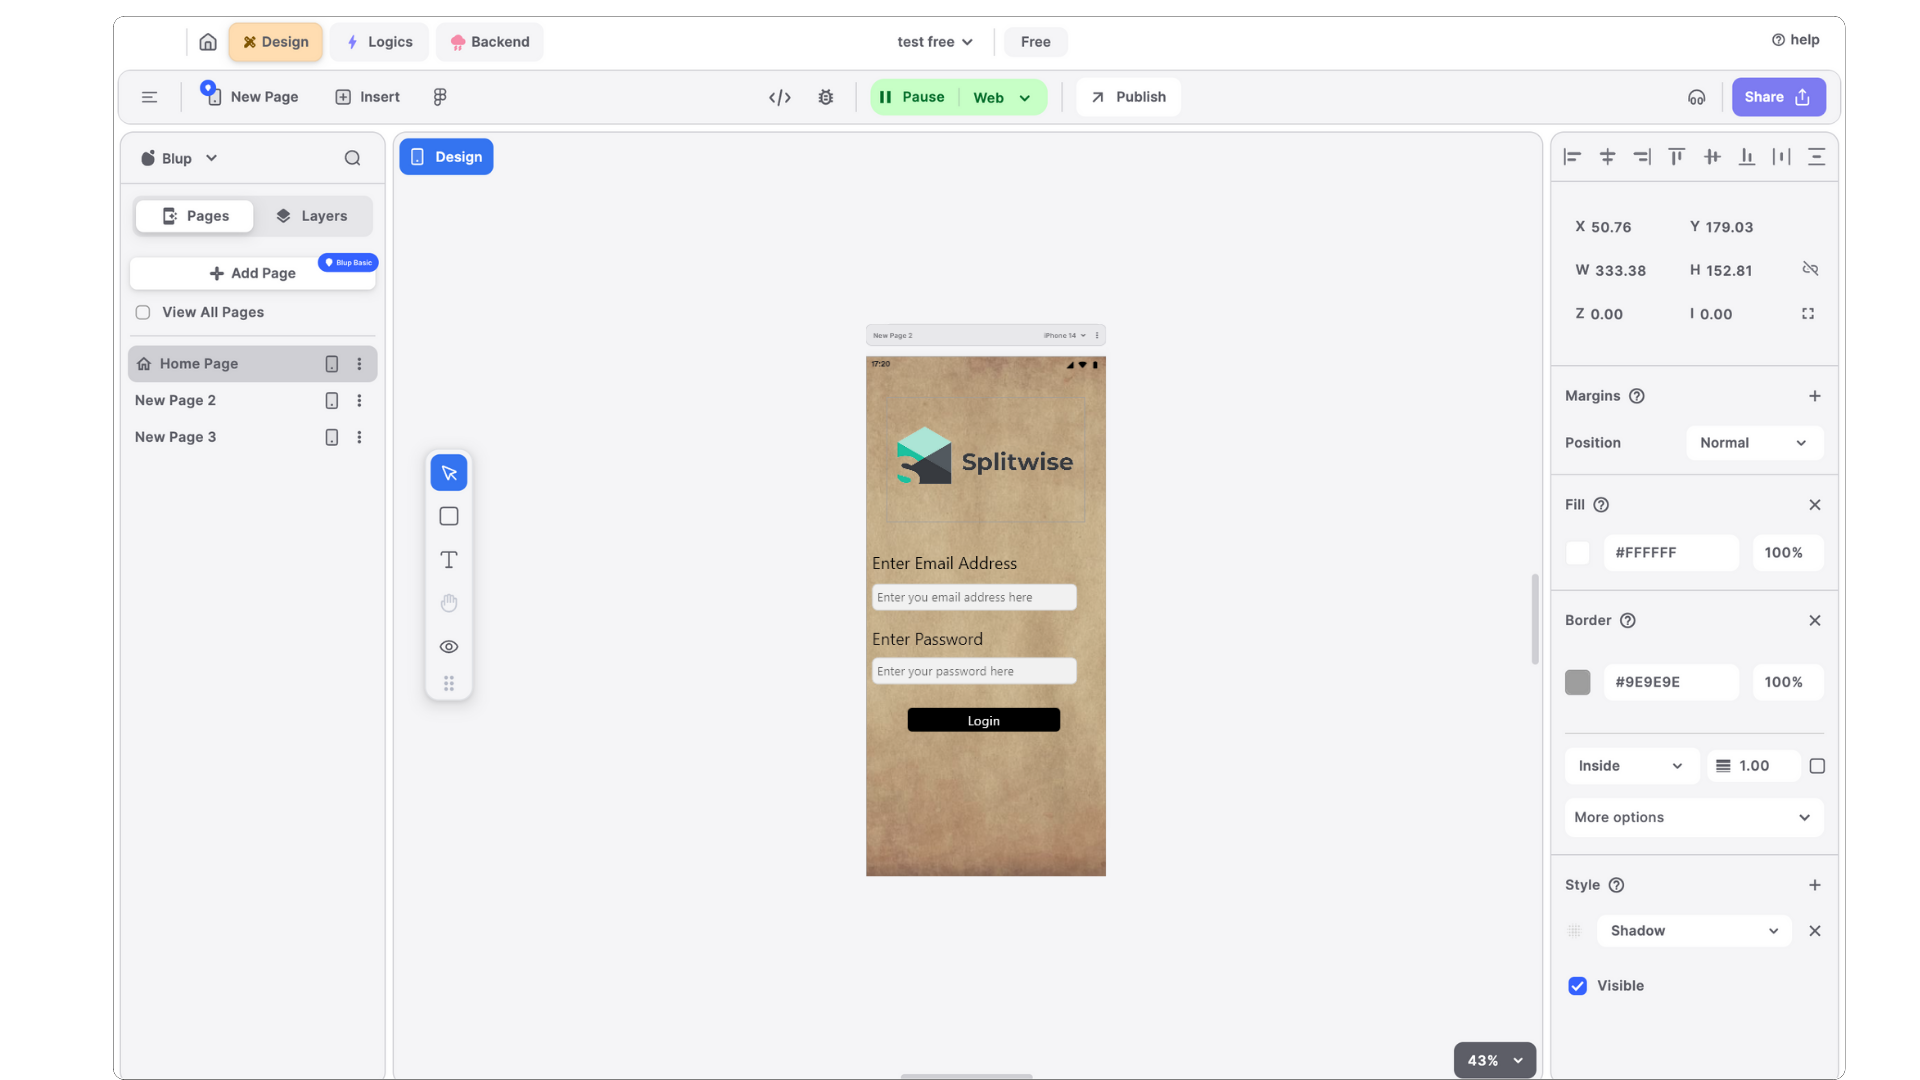 Design
Logics
Backend
test free
Free
help
New Page
Insert
</>
Pause
Web
Publish
Share
Blup
Design
Pages
Layers
Add Page
Blup Basic
View All Pages
Home Page
New Page 2
New Page 3
New Page 2
iPhone 14
17:20
Splitwise
Enter Email Address
Enter you email address here
Enter Password
Enter your password here
Login
43%
X 50.76
Y 179.03
W 333.38
H 152.81
Z 0.00
I 0.00
Margins
Position
Normal
Fill
#FFFFFF
100%
Border
#9E9E9E
100%
Inside
1.00
More options
Style
Shadow
Visible